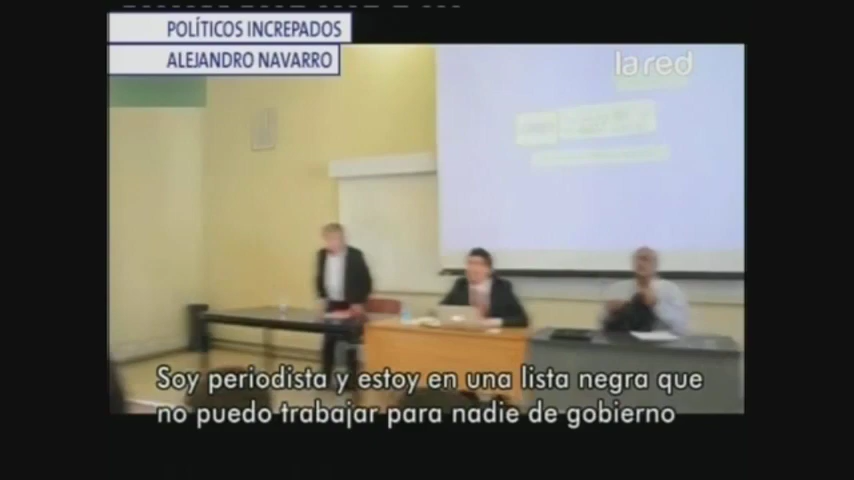 POLÍTICOS INCREPADOS
ALEJANDRO NAVARRO
la red
Soy periodista y estoy en una lista negra que
no puedo trabajar para nadie de gobierno